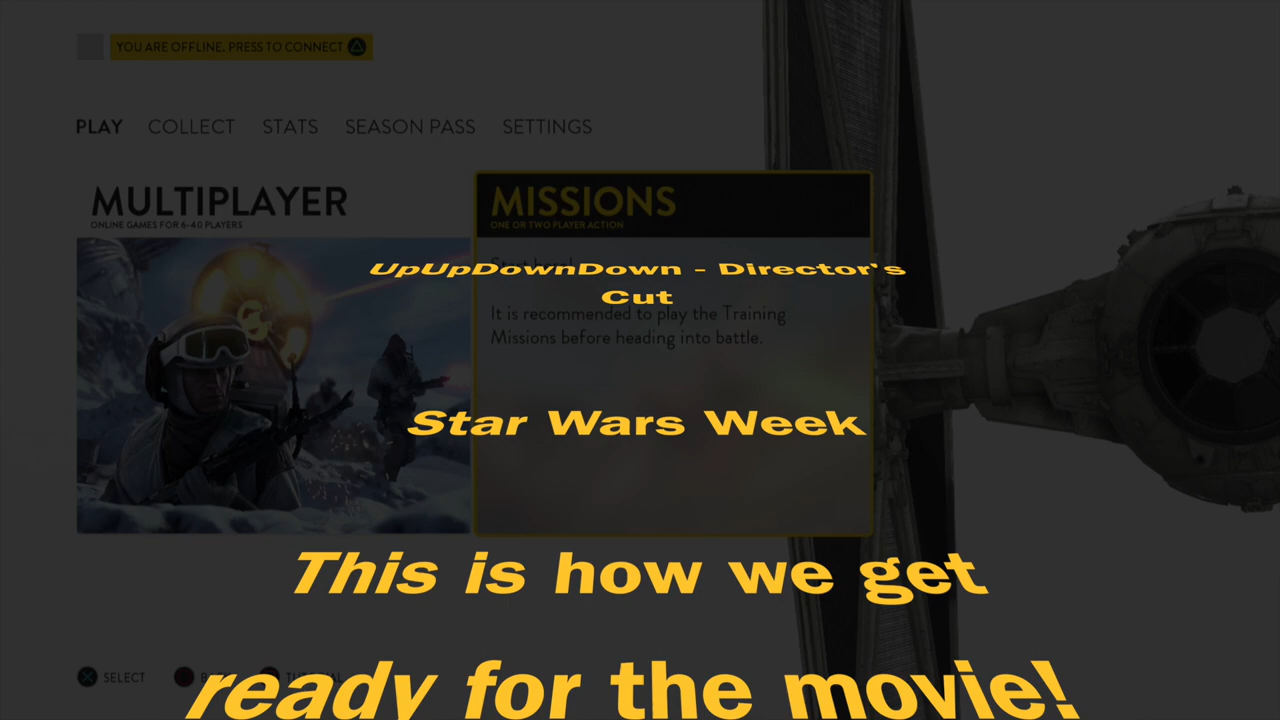 YOU ARE OFFLINE. PRESS TO CONNECT
PLAY COLLECT STATS SEASON PASS SETTINGS
MULTIPLAYER
ONLINE GAMES FOR 6-40 PLAYERS
MISSIONS
ONE OR TWO PLAYER ACTION
Start here!
UpUpDownDown - Director's
Cut
It is recommended to play the Training
Missions before heading into battle.
Star Wars Week
This is how we get
ready for the movie!
SELECT